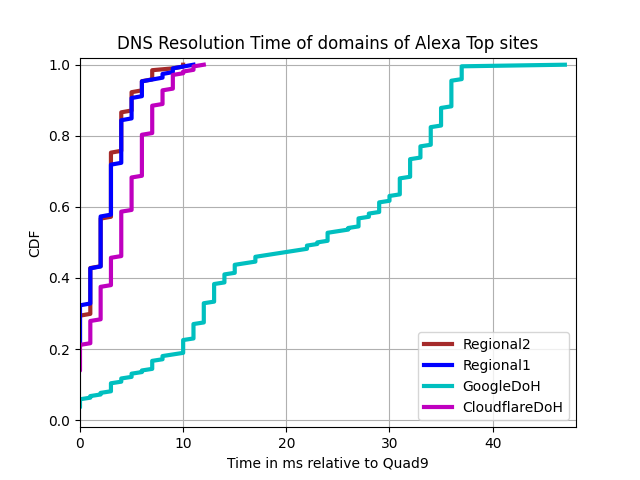 DNS Resolution Time of domains of Alexa Top sites
1.0
0.8
0.6
0.4
0.2
0.0
CDF
Regional2
Regional1
GoogleDoH
CloudflareDoH
0 10 20 30 40
Time in ms relative to Quad9